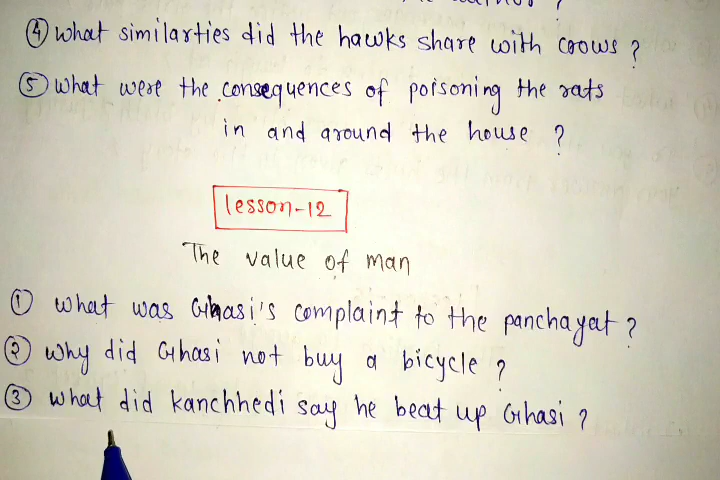 ④ what similarties did the hawks share with crows ?
⑤ what were the consequences of poisoning the rats
in and around the house ?
lesson-12
The value of man
① what was Ghasi's complaint to the panchayat ?
② why did Ghasi not buy a bicycle ?
③ what did kanchhedi say he beat up Ghasi ?